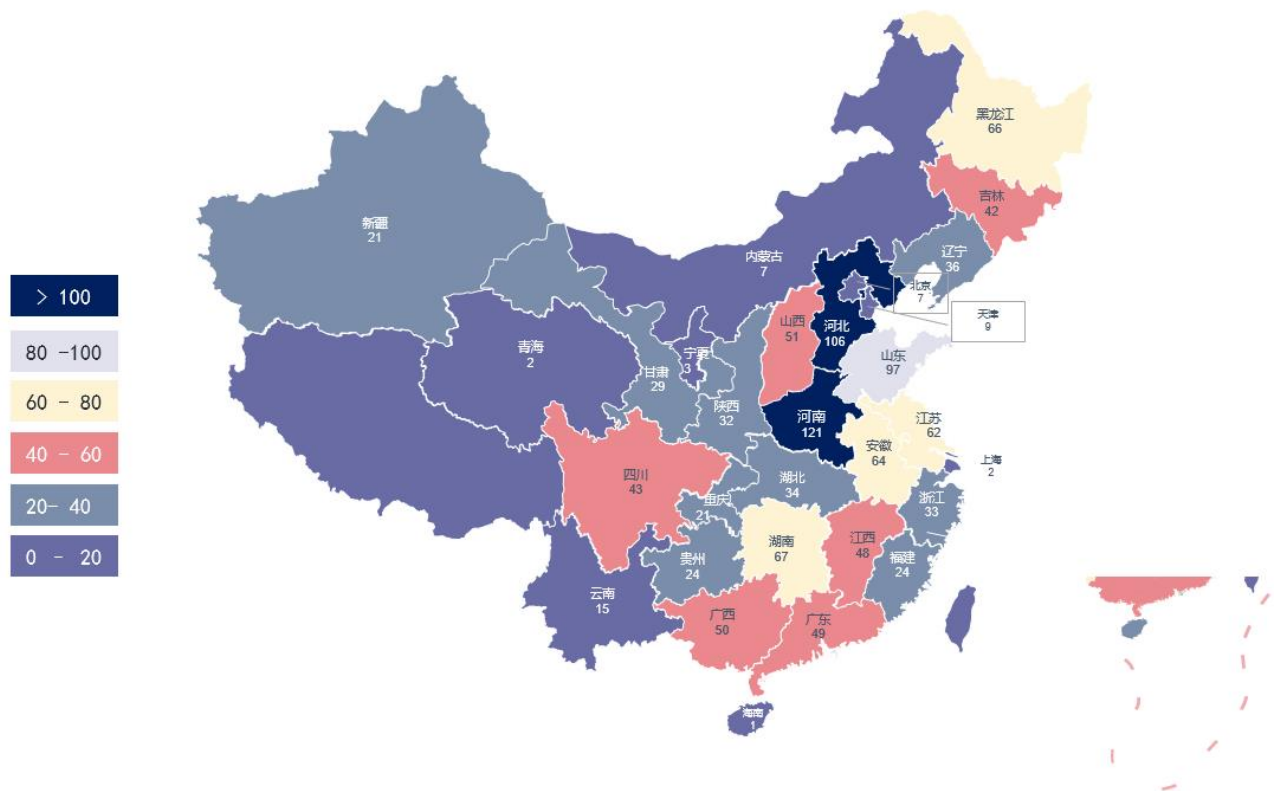 > 100
80 -100
60 - 80
40 - 60
20- 40
0 - 20
黑龙江
66
吉林
42
辽宁
36
新疆
21
内蒙古
7
北京
7
天津
9
河北
106
山西
51
山东
97
青海
2
宁夏
3
甘肃
29
陕西
32
河南
121
江苏
62
安徽
64
上海
2
四川
43
湖北
34
重庆
21
浙江
33
湖南
67
江西
48
福建
24
贵州
24
云南
15
广西
50
广东
49
海南
1